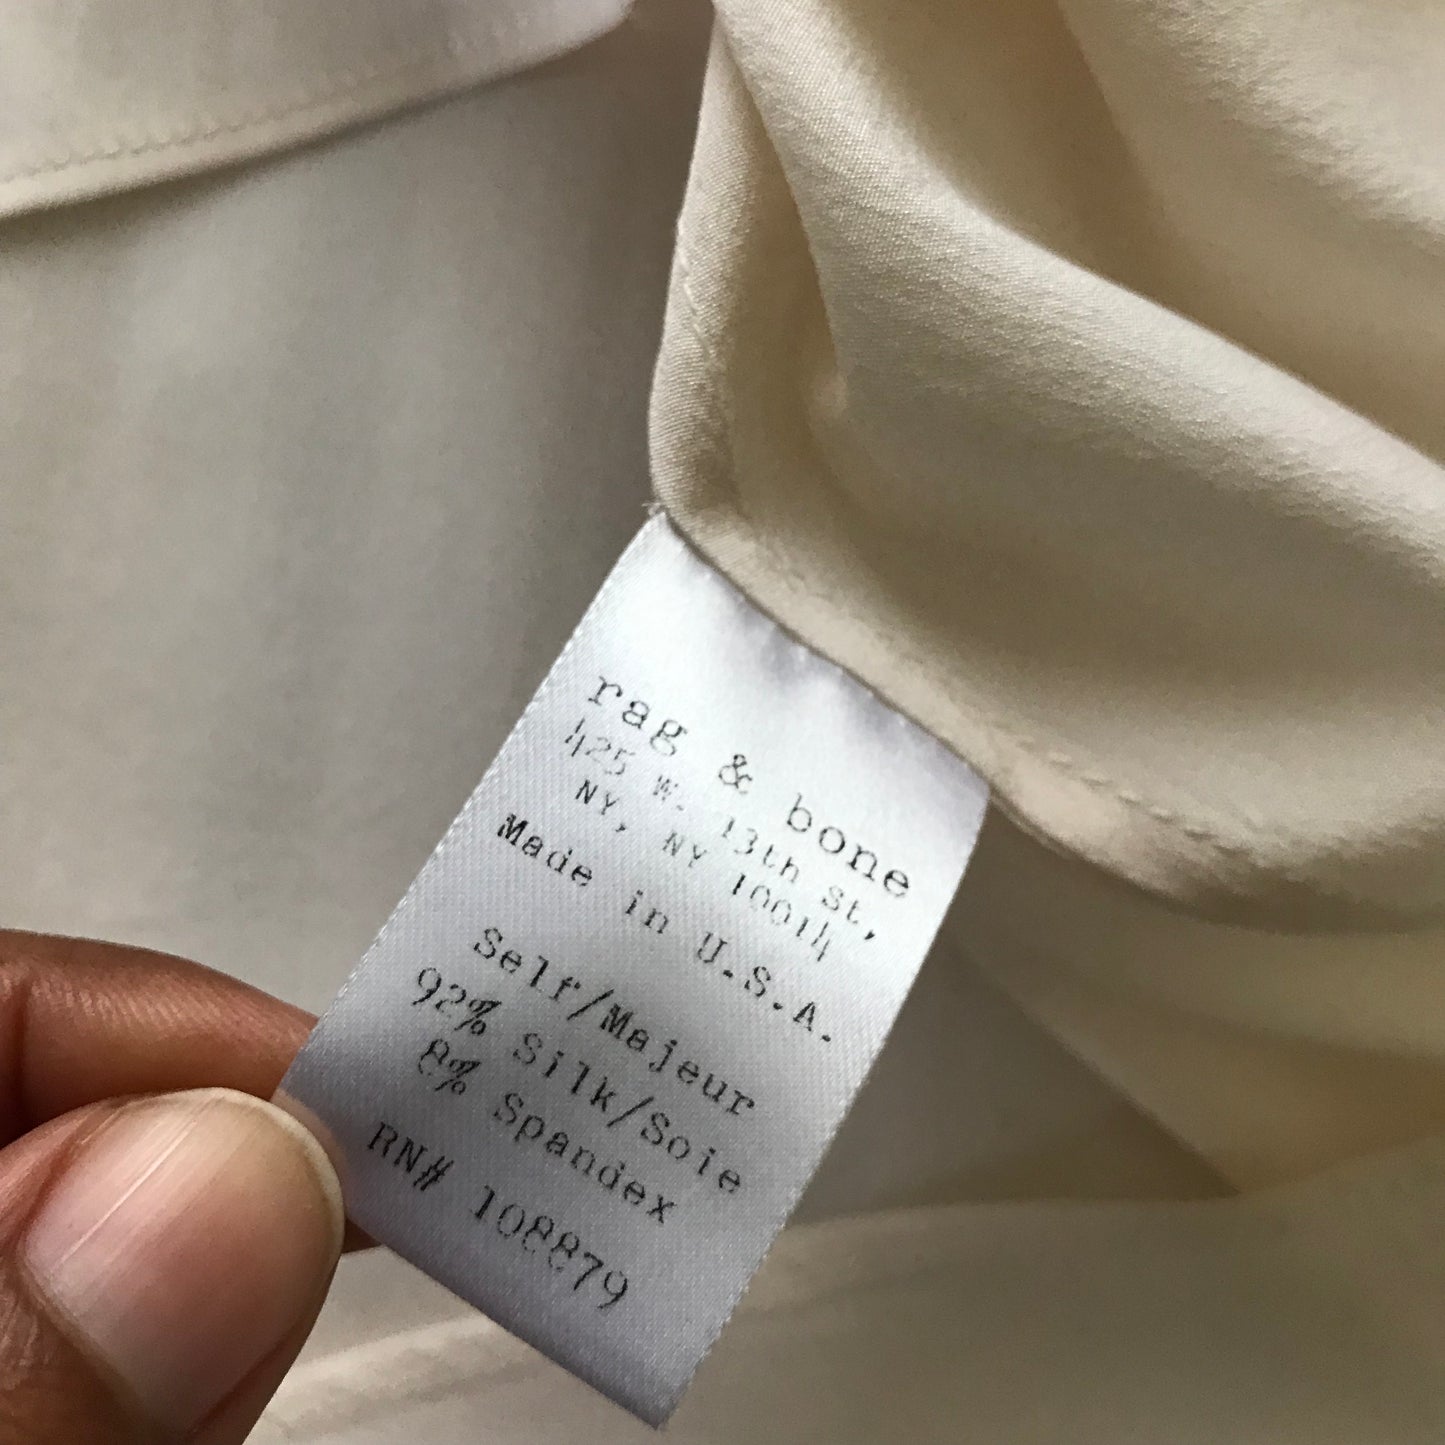 rag & bone
425 W. 13th st,
NY, NY 10014
Made in U.S.A.
Self/Majeur
92% Silk/Soie
8% Spandex
RN# 108879